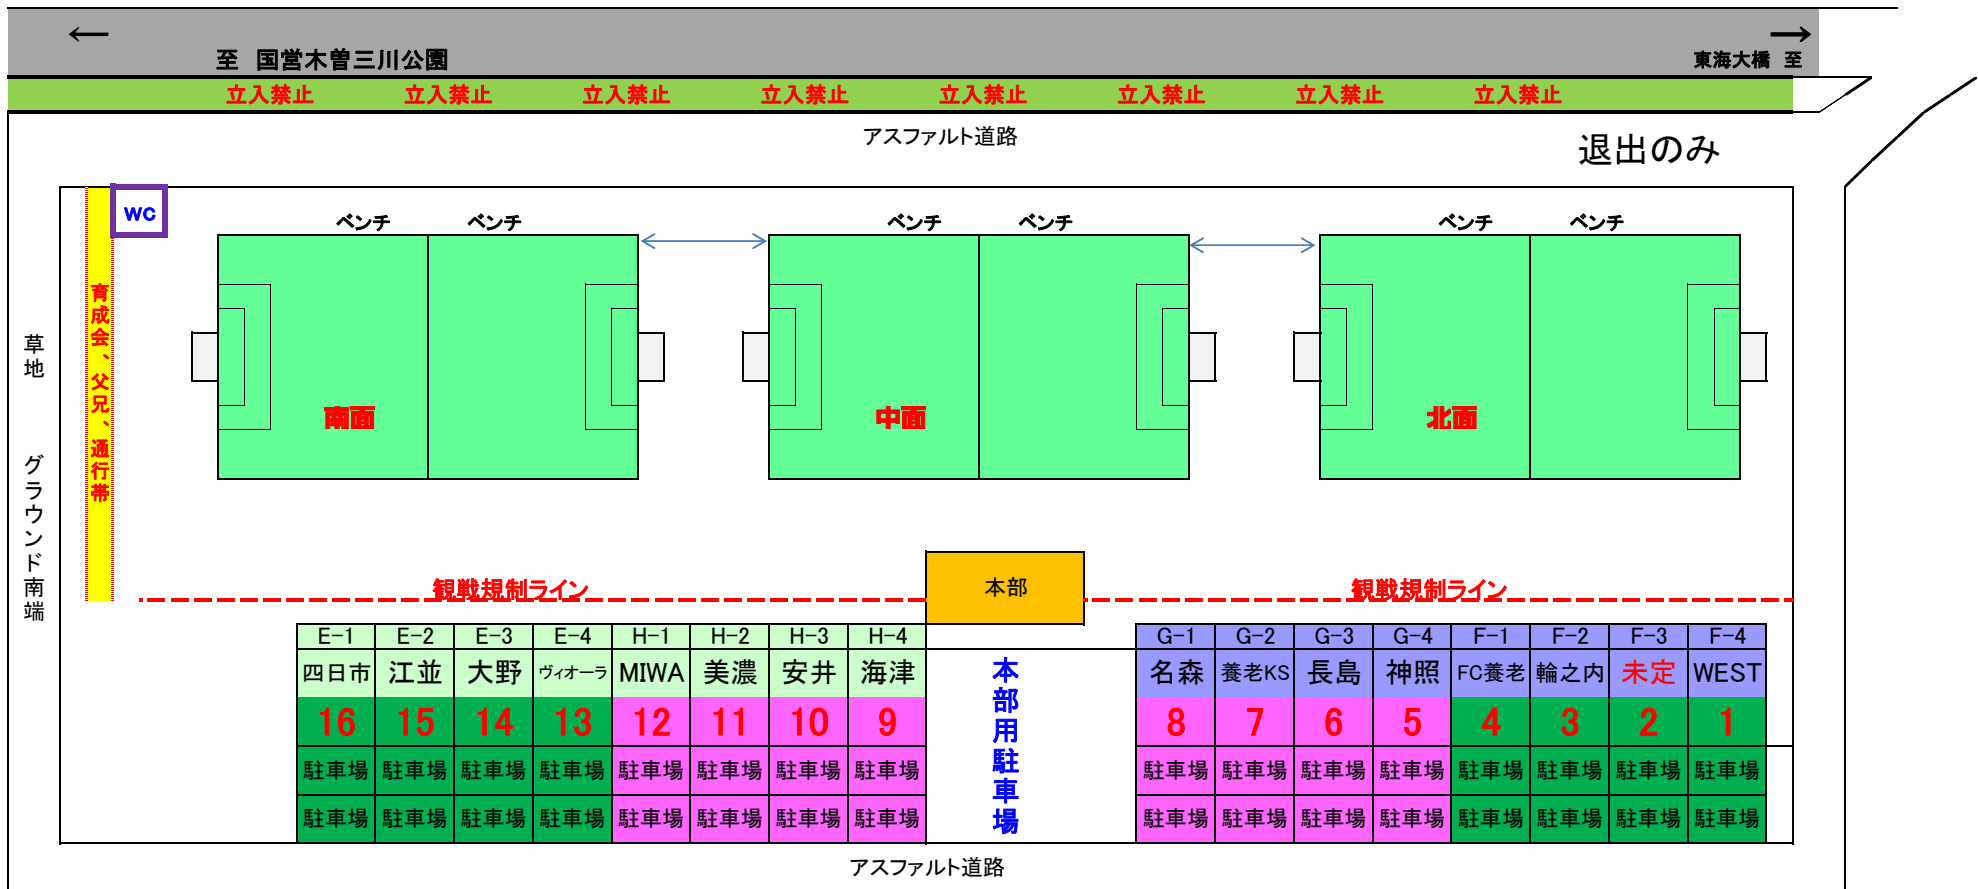 ← →
至 国営木曽三川公園 東海大橋 至
立入禁止 立入禁止 立入禁止 立入禁止 立入禁止 立入禁止 立入禁止 立入禁止
アスファルト道路
退出のみ
WC
ベンチ ベンチ ベンチ ベンチ ベンチ ベンチ
育成会、父兄、通行帯
草地 グラウンド南端
南面 中面 北面
本部
観戦規制ライン 観戦規制ライン
E-1 E-2 E-3 E-4 H-1 H-2 H-3 H-4 G-1 G-2 G-3 G-4 F-1 F-2 F-3 F-4
四日市 江並 大野 ヴィオーラ MIWA 美濃 安井 海津 名森 養老KS 長島 神照 FC養老 輪之内 未定 WEST
16 15 14 13 12 11 10 9 8 7 6 5 4 3 2 1
本部用駐車場
駐車場 駐車場 駐車場 駐車場 駐車場 駐車場 駐車場 駐車場 駐車場 駐車場 駐車場 駐車場 駐車場 駐車場 駐車場 駐車場
駐車場 駐車場 駐車場 駐車場 駐車場 駐車場 駐車場 駐車場 駐車場 駐車場 駐車場 駐車場 駐車場 駐車場 駐車場 駐車場
アスファルト道路